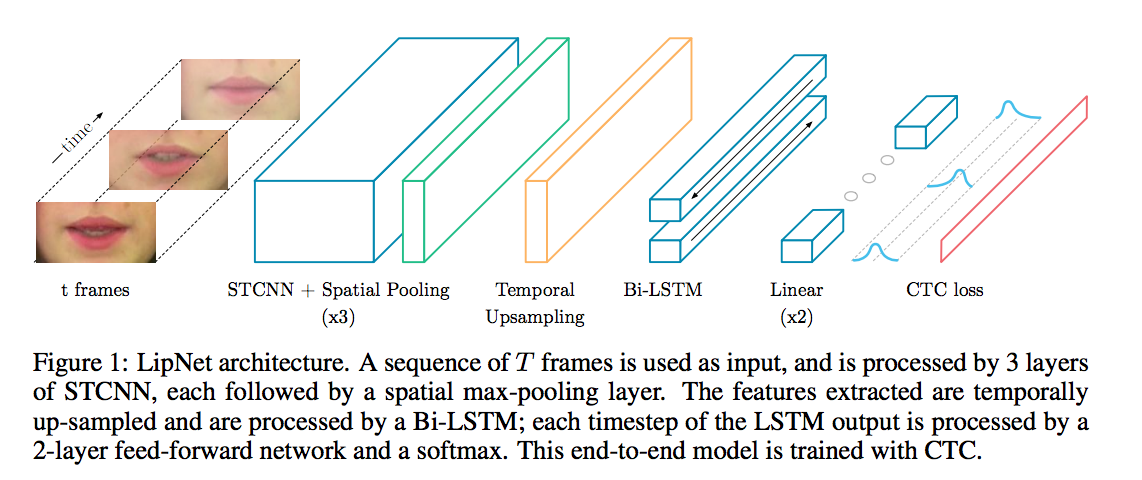 time
t frames
STCNN + Spatial Pooling
(x3)
Temporal
Upsampling
Bi-LSTM
Linear
(x2)
CTC loss
Figure 1: LipNet architecture. A sequence of T frames is used as input, and is processed by 3 layers
of STCNN, each followed by a spatial max-pooling layer. The features extracted are temporally
up-sampled and are processed by a Bi-LSTM; each timestep of the LSTM output is processed by a
2-layer feed-forward network and a softmax. This end-to-end model is trained with CTC.